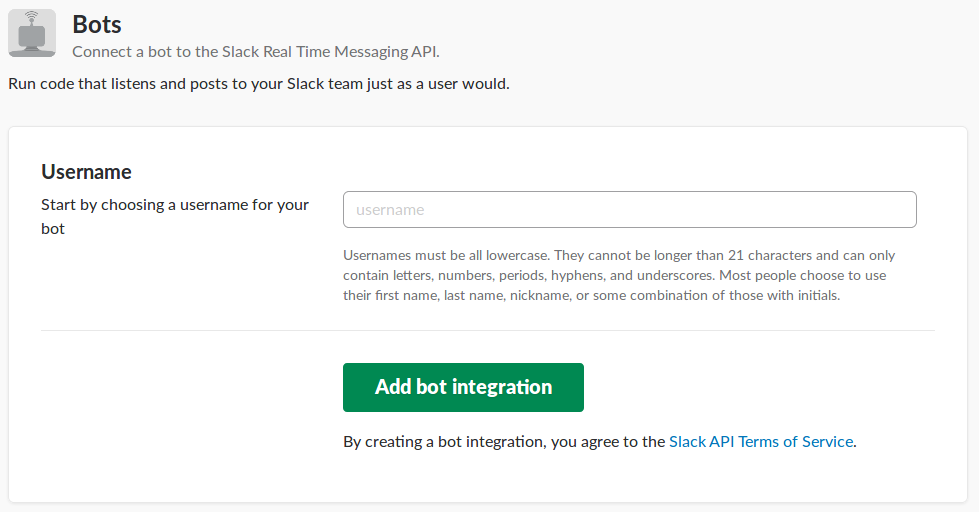 Bots
Connect a bot to the Slack Real Time Messaging API.
Run code that listens and posts to your Slack team just as a user would.
Username
Start by choosing a username for your
bot
username
Usernames must be all lowercase. They cannot be longer than 21 characters and can only
contain letters, numbers, periods, hyphens, and underscores. Most people choose to use
their first name, last name, nickname, or some combination of those with initials.
Add bot integration
By creating a bot integration, you agree to the Slack API Terms of Service.